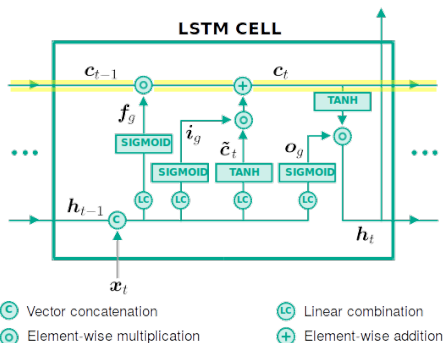 LSTM CELL
c_{t-1} c_t
TANH
f_g i_g
SIGMOID c̃_t o_g
SIGMOID TANH SIGMOID
LC LC LC LC
h_{t-1} C h_t
x_t
C Vector concatenation LC Linear combination
Element-wise multiplication + Element-wise addition